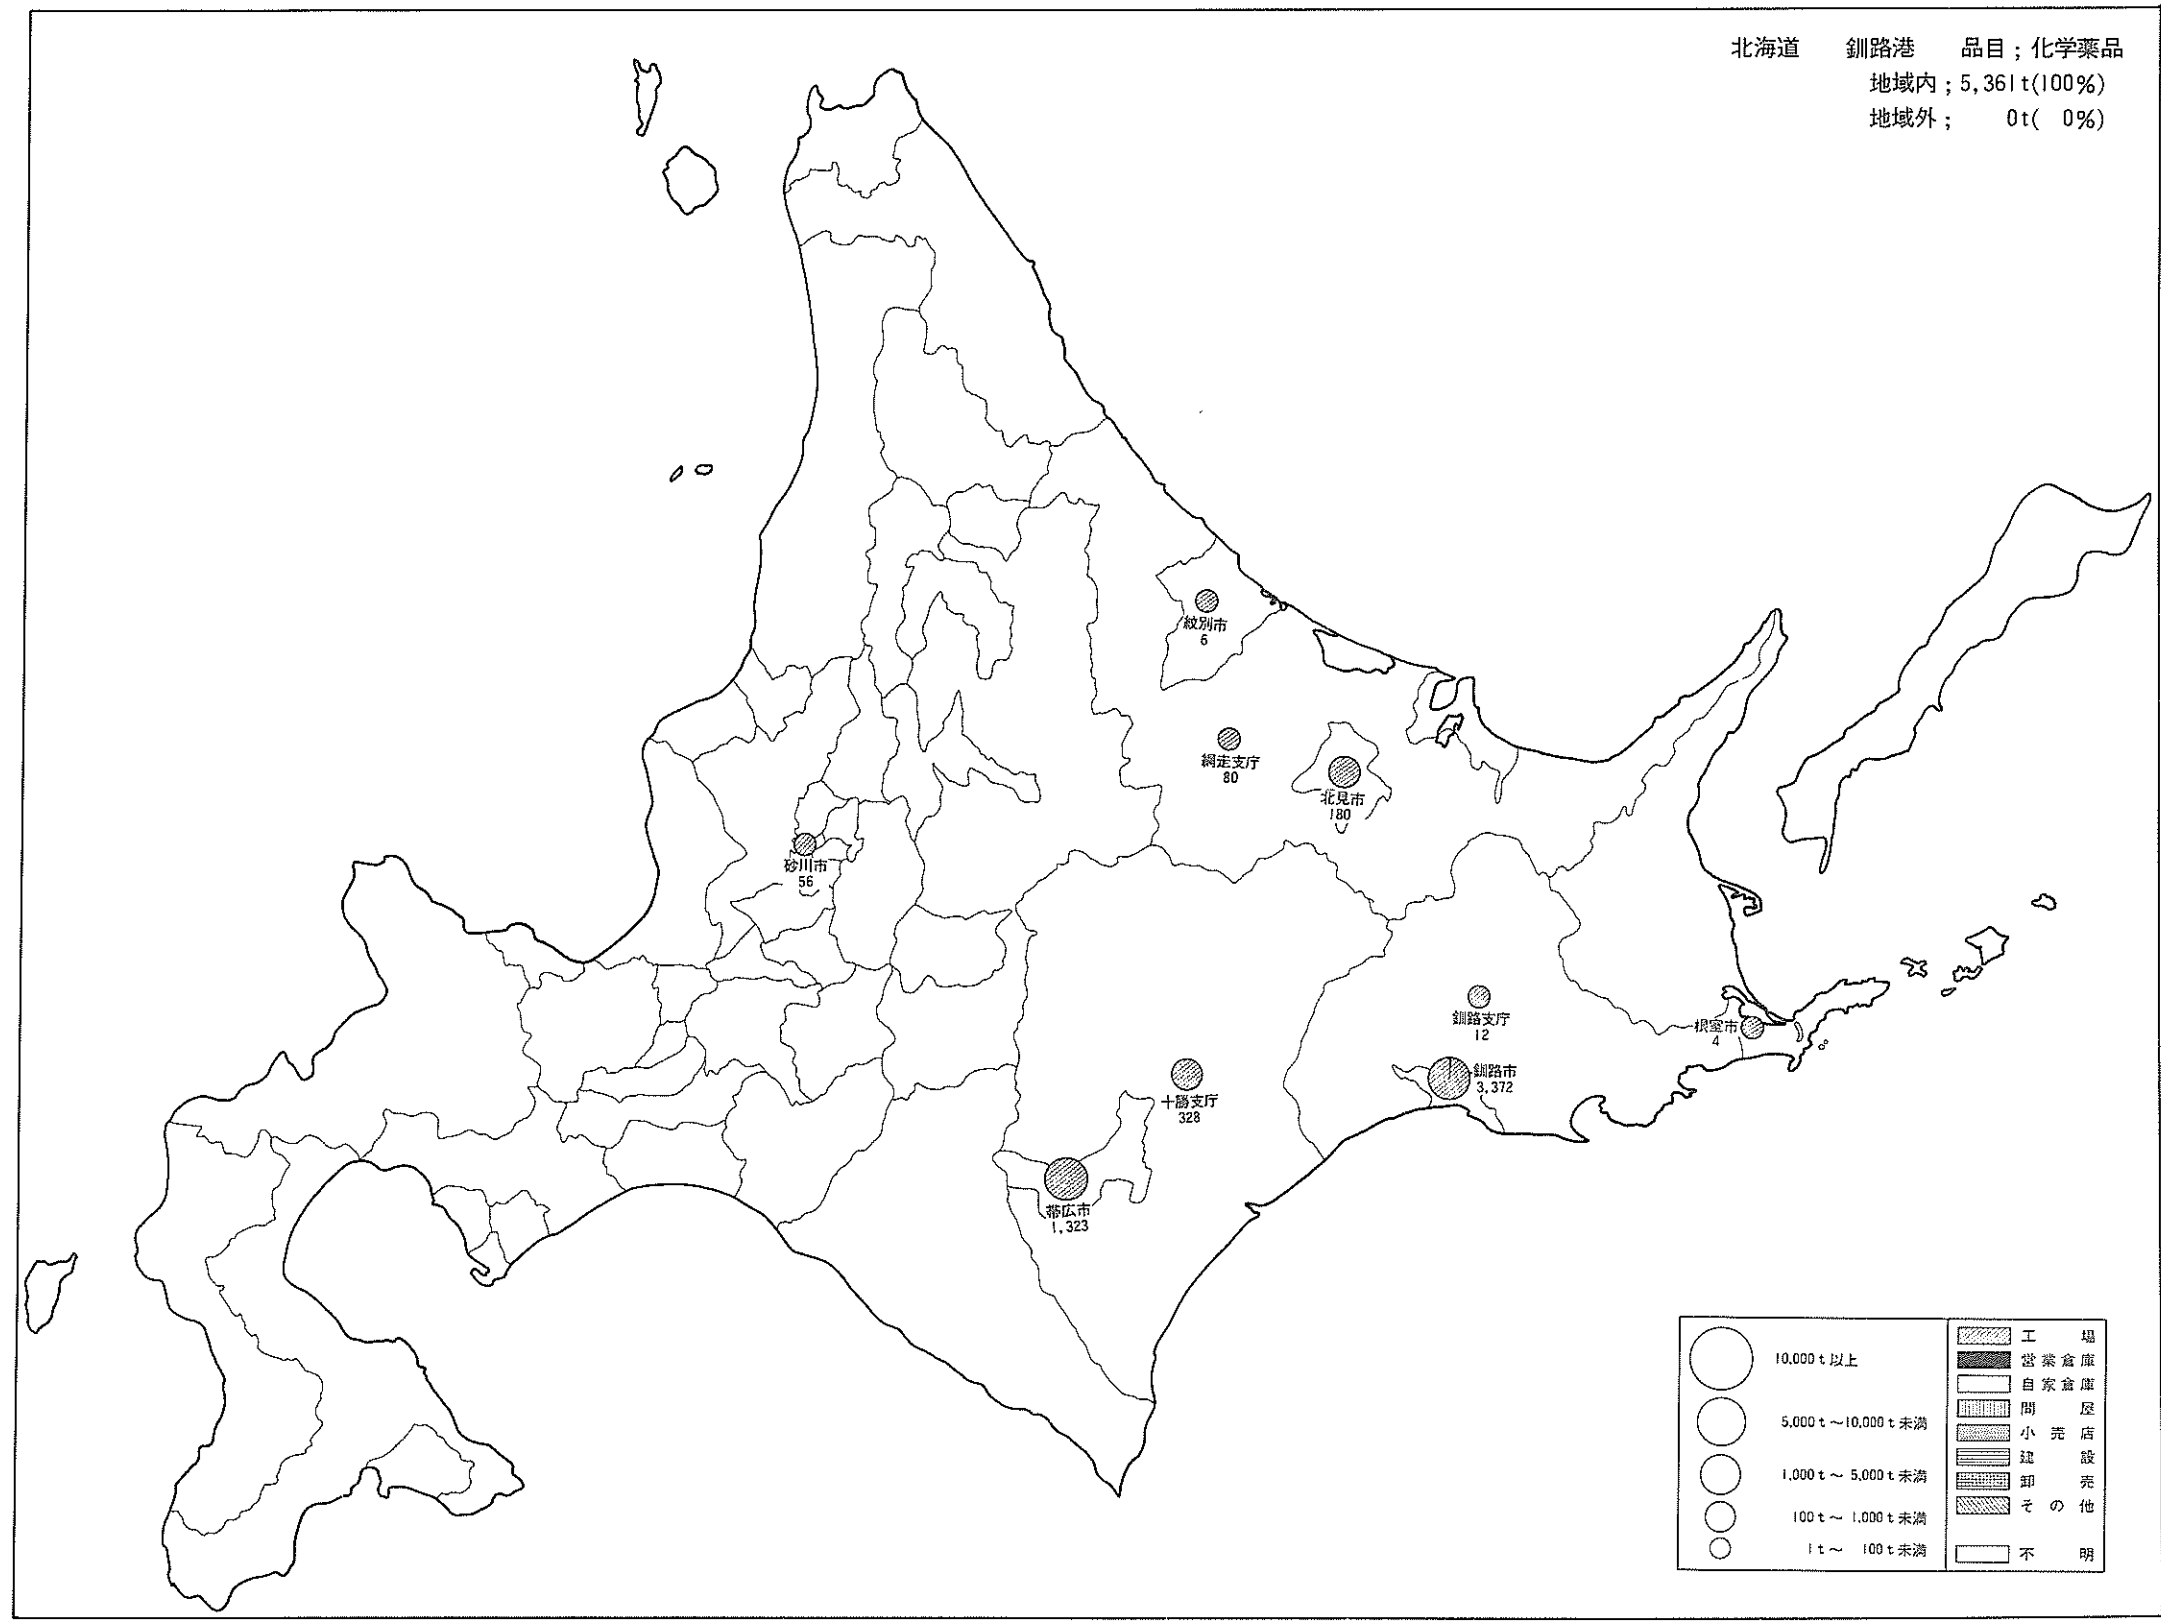 北海道 釧路港 品目；化学薬品
地域内；5,361t(100%)
地域外； 0t( 0%)
紋別市
6
網走支庁
80
北見市
180
砂川市
56
釧路支庁
12
根室市
4
釧路市
3,372
十勝支庁
328
帯広市
1,323
10,000t以上
5,000t～10,000t未満
1,000t～5,000t未満
100t～1,000t未満
1t～100t未満
工場
営業倉庫
自家倉庫
問屋
小売店
建設
卸売
その他
不明